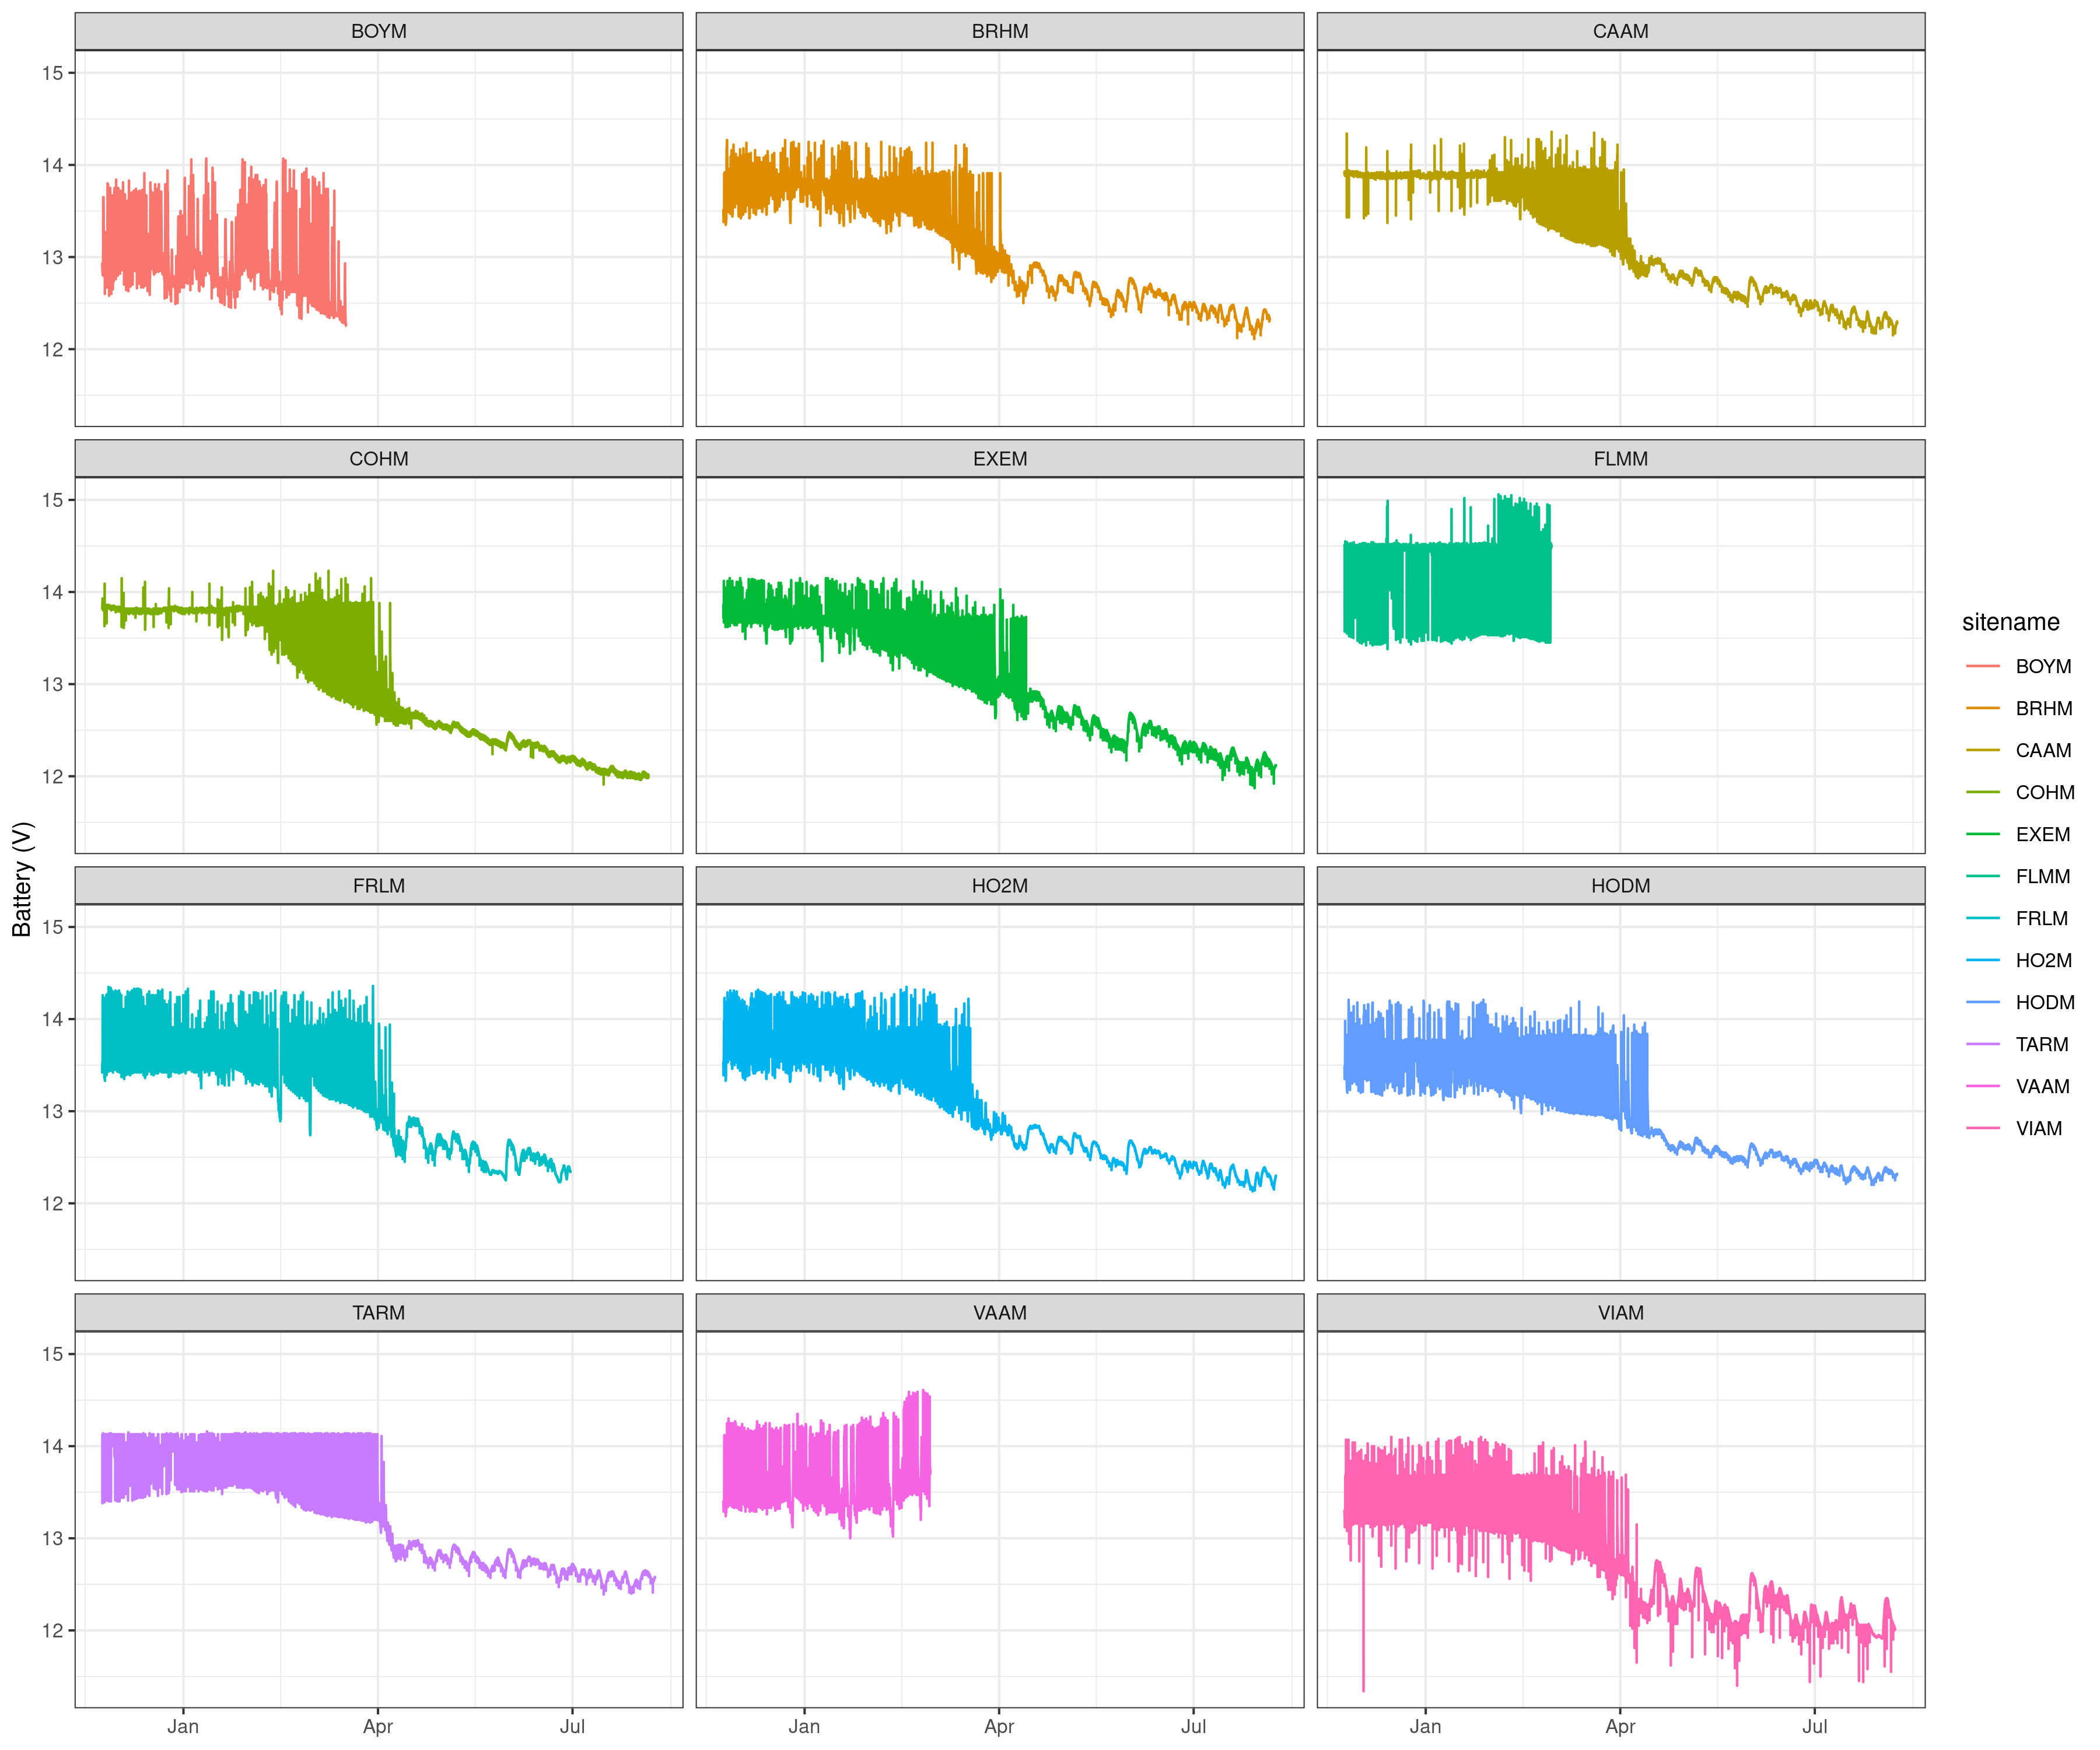 BOYM BRHM CAAM
15
14
13
12
COHM EXEM FLMM
15
14
13
12
FRLM HO2M HODM
15
14
13
12
TARM VAAM VIAM
15
14
13
12
Jan Apr Jul Jan Apr Jul Jan Apr Jul
Battery (V)
sitename
BOYM
BRHM
CAAM
COHM
EXEM
FLMM
FRLM
HO2M
HODM
TARM
VAAM
VIAM